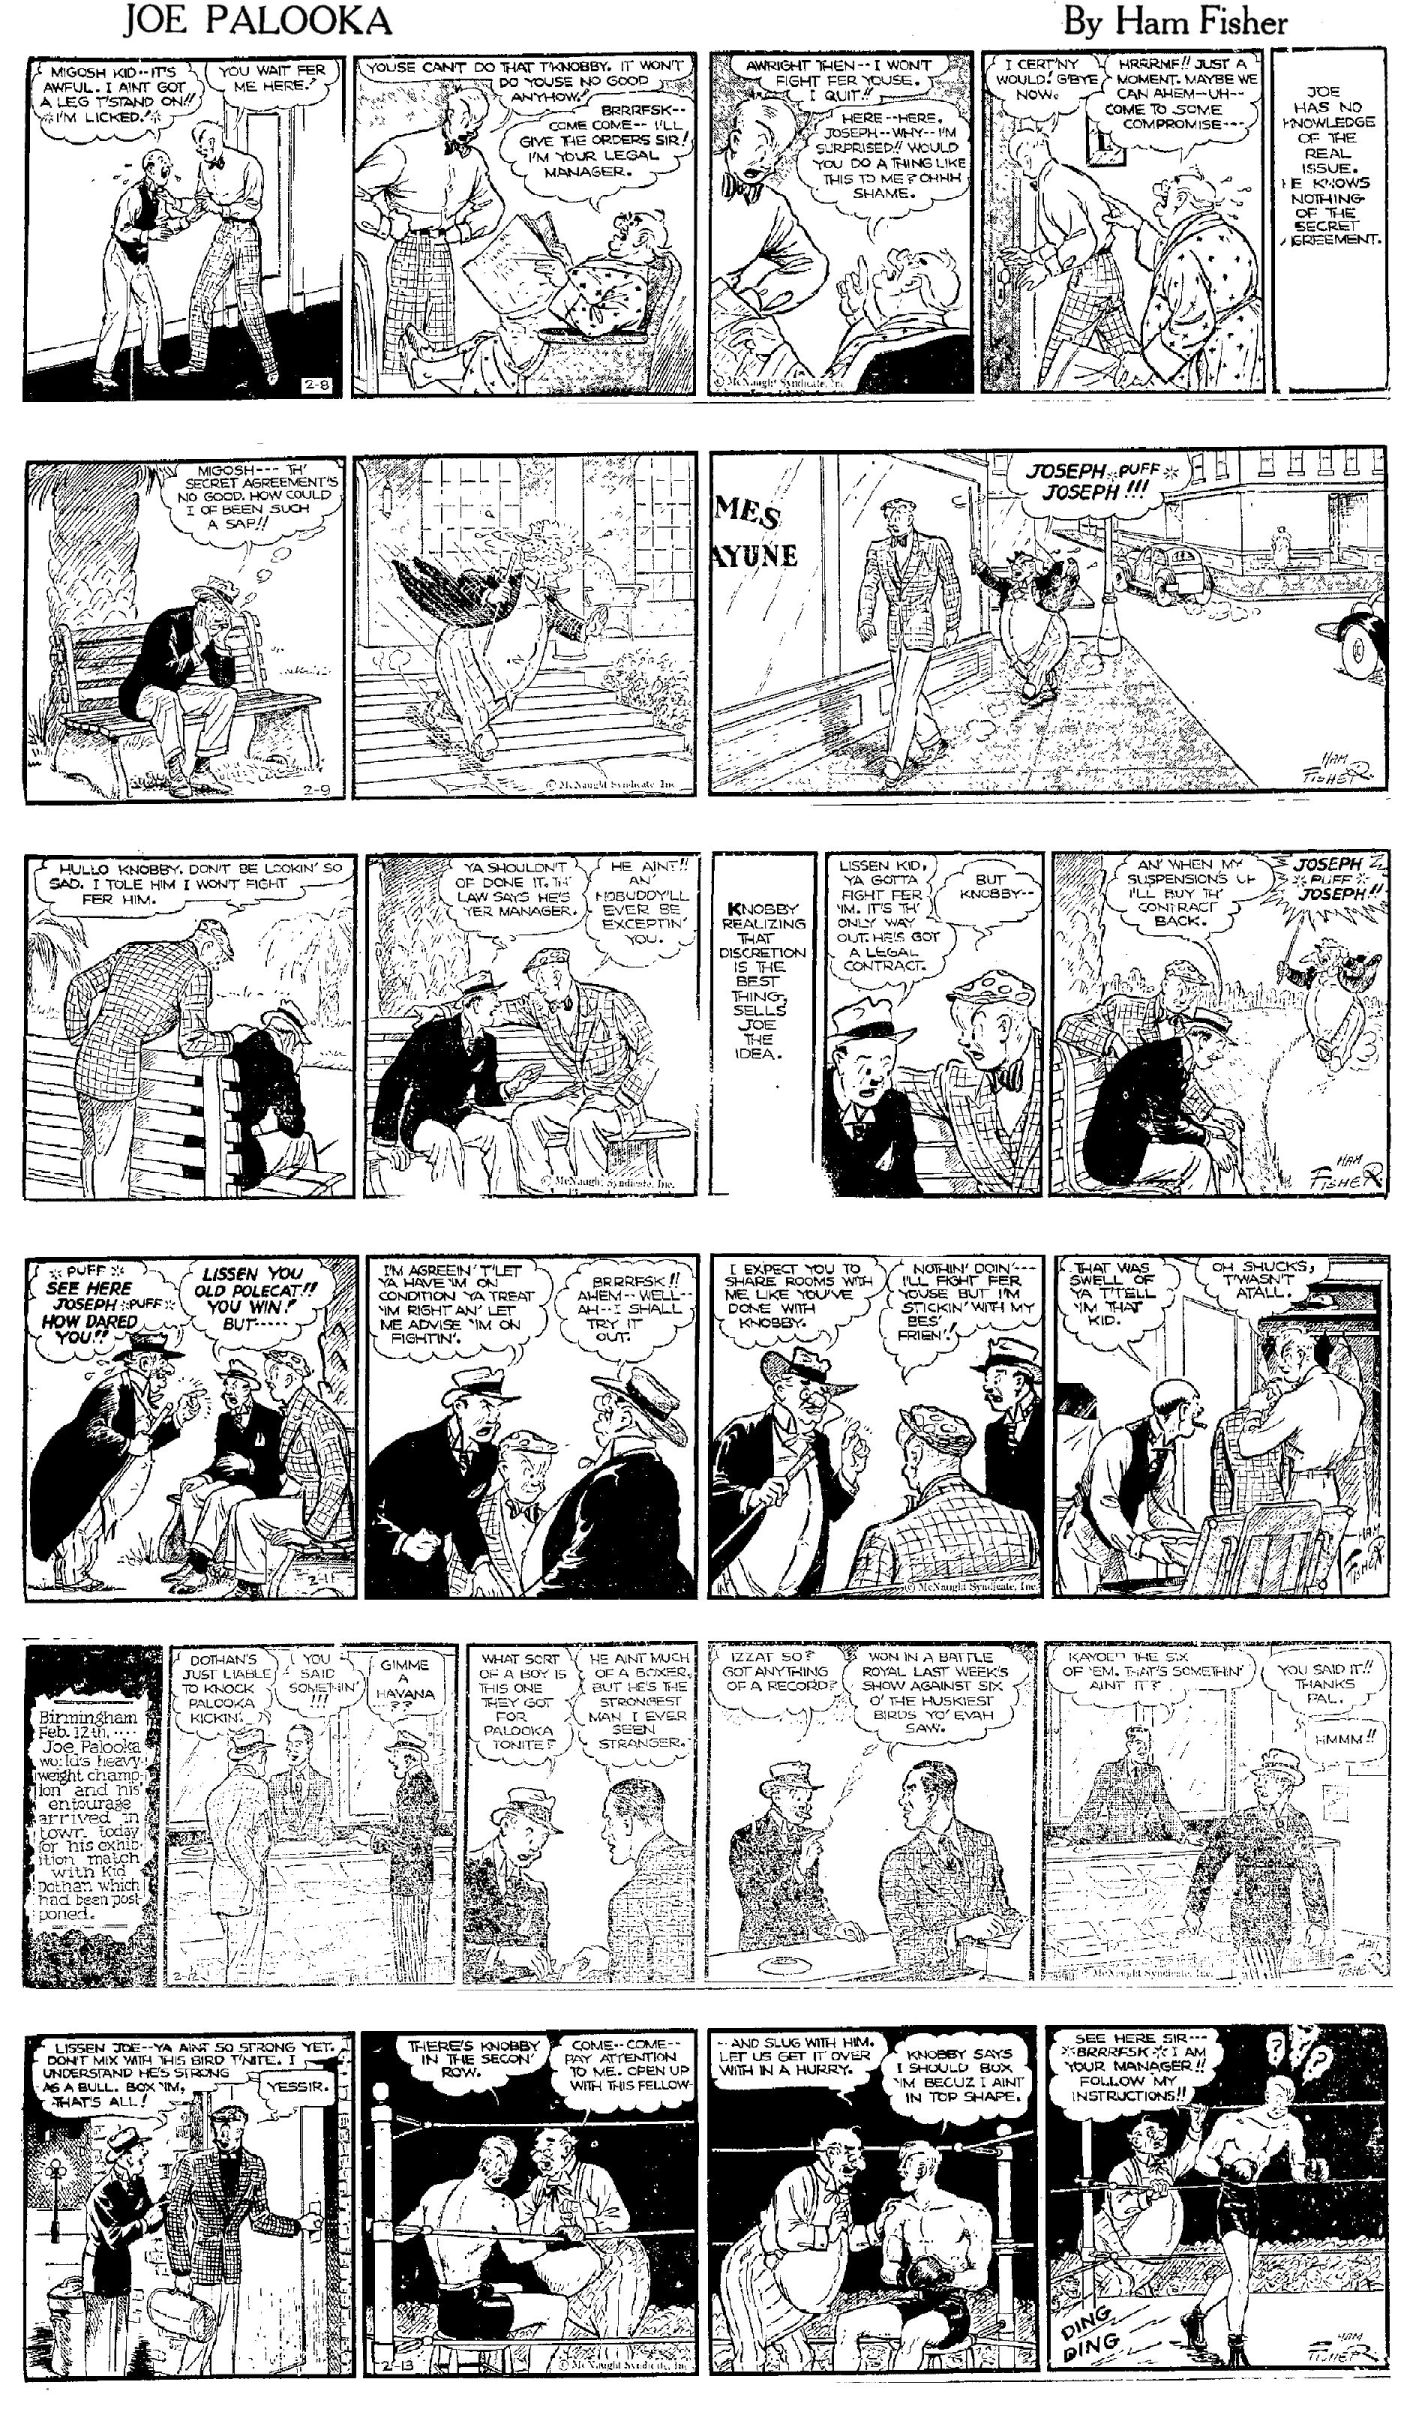 JOE PALOOKA
By Ham Fisher
MIGOSH KID--IT'S
AWFUL. I AINT GOT
A LEG T'STAND ON!!
I'M LICKED!
YOU WAIT FER
ME HERE!
2-8
YOUSE CAN'T DO THAT T'KNOBBY. IT WON'T
DO YOUSE NO GOOD
ANYHOW!
BRRRFSK--
COME COME-- I'LL
GIVE THE ORDERS SIR!
I'M YOUR LEGAL
MANAGER.
AWRIGHT THEN--I WON'T
FIGHT FER YOUSE.
I QUIT!!
HERE--HERE,
JOSEPH--WHY--I'M
SURPRISED!! WOULD
YOU DO A THING LIKE
THIS TO ME? OHHH
SHAME.
© McNaught Syndicate, Inc.
I CERT'NY
WOULD! G'BYE
NOW.
HRRRMF!! JUST A
MOMENT. MAYBE WE
CAN AHEM--UH--
COME TO SOME
COMPROMISE---
JOE
HAS NO
KNOWLEDGE
OF THE
REAL
ISSUE.
HE KNOWS
NOTHING
OF THE
SECRET
AGREEMENT.
MIGOSH--- TH'
SECRET AGREEMENT'S
NO GOOD. HOW COULD
I OF BEEN SUCH
A SAP!!
2-9
© McNaught Syndicate Inc.
MES
AYUNE
JOSEPH PUFF
JOSEPH!!!
HAM
FISHER
HULLO KNOBBY. DON'T BE LOOKIN' SO
SAD. I TOLE HIM I WON'T FIGHT
FER HIM.
YA SHOULDN'T
OF DONE IT. TH'
LAW SAYS HE'S
YER MANAGER.
HE AINT!!
AN'
NOBUDDY'LL
EVER BE
EXCEPTIN'
YOU.
© McNaught Syndicate, Inc.
KNOBBY
REALIZING
THAT
DISCRETION
IS THE
BEST
THING,
SELLS
JOE
THE
IDEA.
LISSEN KID,
YA GOTTA
FIGHT FER
'IM. IT'S TH'
ONLY WAY
OUT. HE'S GOT
A LEGAL
CONTRACT.
BUT
KNOBBY--
AN' WHEN MY
SUSPENSION'S UP
I'LL BUY TH'
CONTRACT
BACK.
JOSEPH
PUFF
JOSEPH!!
HAM
FISHER
PUFF
SEE HERE
JOSEPH PUFF
HOW DARED
YOU!!
LISSEN YOU
OLD POLECAT!!
YOU WIN!
BUT-----
2-11
I'M AGREEIN' T'LET
YA HAVE 'IM ON
CONDITION YA TREAT
'IM RIGHT AN' LET
ME ADVISE 'IM ON
FIGHTIN'.
BRRRFSK!!
AHEM--WELL--
AH--I SHALL
TRY IT
OUT.
I EXPECT YOU TO
SHARE ROOMS WITH
ME LIKE YOU'VE
DONE WITH
KNOBBY.
NOTHIN' DOIN'---
I'LL FIGHT FER
YOUSE BUT I'M
STICKIN' WITH MY
BES'
FRIEN'!
© McNaught Syndicate, Inc.
THAT WAS
SWELL OF
YA T'TELL
'IM THAT
KID.
OH SHUCKS,
T'WASN'T
ATALL.
HAM
FISHER
Birmingham
Feb. 12th.....
Joe Palooka
world's heavy-
weight champ-
ion and his
entourage
arrived in
town today
for his exhib-
ition match
with Kid
Dothan which
had been post-
poned.
DOTHAN'S
JUST LIABLE
TO KNOCK
PALOOKA
KICKIN'.
YOU
SAID
SOMETHIN'
!!!
GIMME
A
HAVANA
??
2-12
WHAT SORT
OF A BOY IS
THIS ONE
THEY GOT
FOR
PALOOKA
TONITE?
HE AINT MUCH
OF A BOXER,
BUT HE'S THE
STRONGEST
MAN I EVER
SEEN
STRANGER.
IZZAT SO?
GOT ANYTHING
OF A RECORD?
WON IN A BATTLE
ROYAL LAST WEEK'S
SHOW AGAINST SIX
O' THE HUSKIEST
BIRDS YO' EVAH
SAW.
KAYOED THE SIX
OF 'EM. THAT'S SOMETHIN'
AINT IT?
YOU SAID IT!!
THANKS
PAL.
HMMM!!
McNaught Syndicate, Inc.
HAM
FISHER
LISSEN JOE--YA AINT SO STRONG YET.
DON'T MIX WITH THIS BIRD T'NITE. I
UNDERSTAND HE'S STRONG
AS A BULL. BOX 'IM,
THAT'S ALL!
YESSIR.
THERE'S KNOBBY
IN THE SECON'
ROW.
COME--COME--
PAY ATTENTION
TO ME. OPEN UP
WITH THIS FELLOW-
2-13
© McNaught Syndicate, Inc.
--AND SLUG WITH HIM.
LET US GET IT OVER
WITH IN A HURRY.
KNOBBY SAYS
I SHOULD BOX
'IM BECUZ I AINT
IN TOP SHAPE.
SEE HERE SIR---
BRRRFSK I AM
YOUR MANAGER!!
FOLLOW MY
INSTRUCTIONS!!
? ? ?
DING
DING
HAM
FISHER